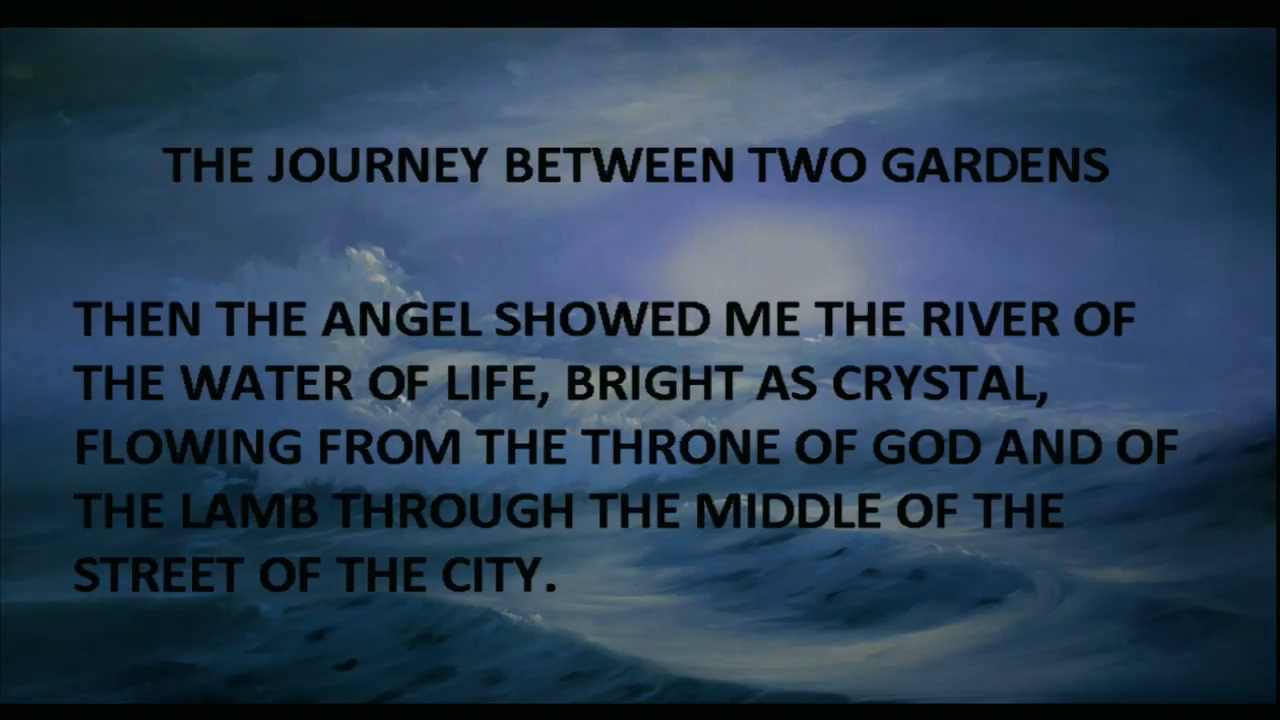 THE JOURNEY BETWEEN TWO GARDENS
THEN THE ANGEL SHOWED ME THE RIVER OF
THE WATER OF LIFE, BRIGHT AS CRYSTAL,
FLOWING FROM THE THRONE OF GOD AND OF
THE LAMB THROUGH THE MIDDLE OF THE
STREET OF THE CITY.